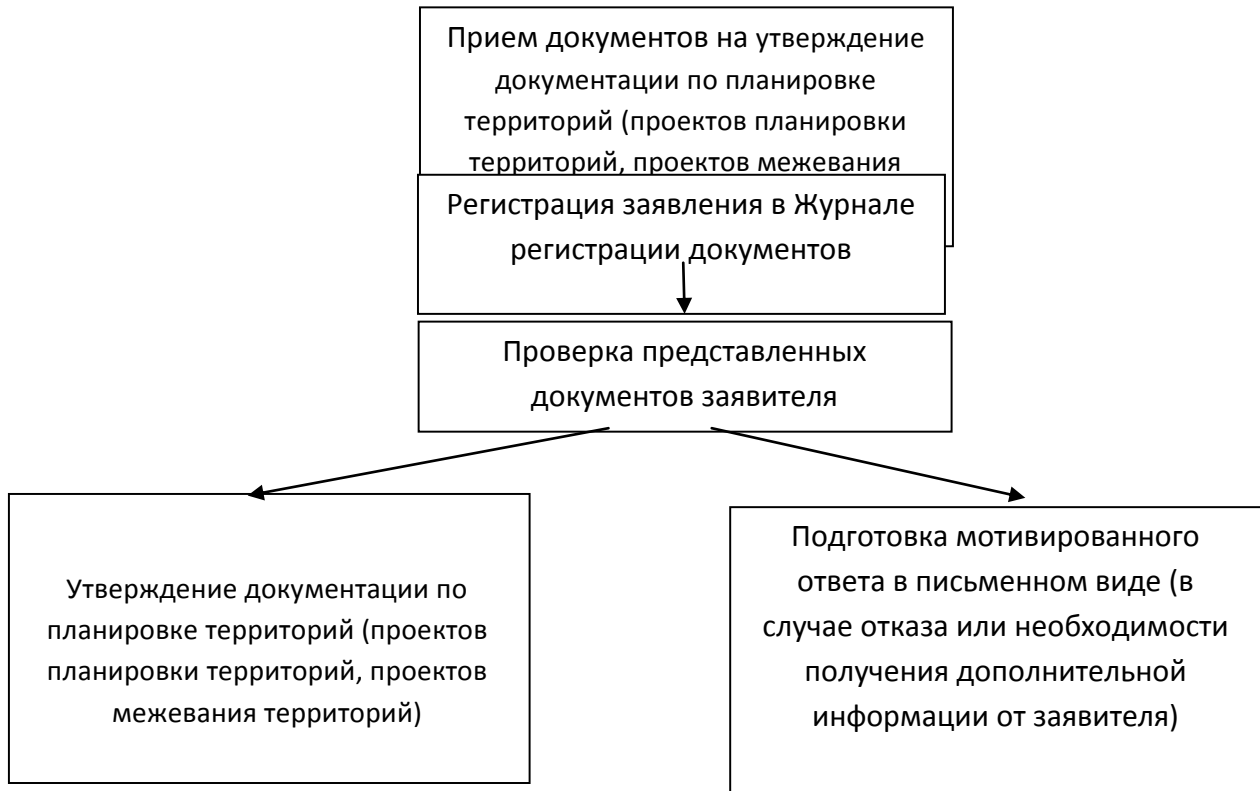 Прием документов на утверждение
документации по планировке
территорий (проектов планировки
территорий, проектов межевания
Регистрация заявления в Журнале
регистрации документов
Проверка представленных
документов заявителя
Утверждение документации по
планировке территорий (проектов
планировки территорий, проектов
межевания территорий)
Подготовка мотивированного
ответа в письменном виде (в
случае отказа или необходимости
получения дополнительной
информации от заявителя)